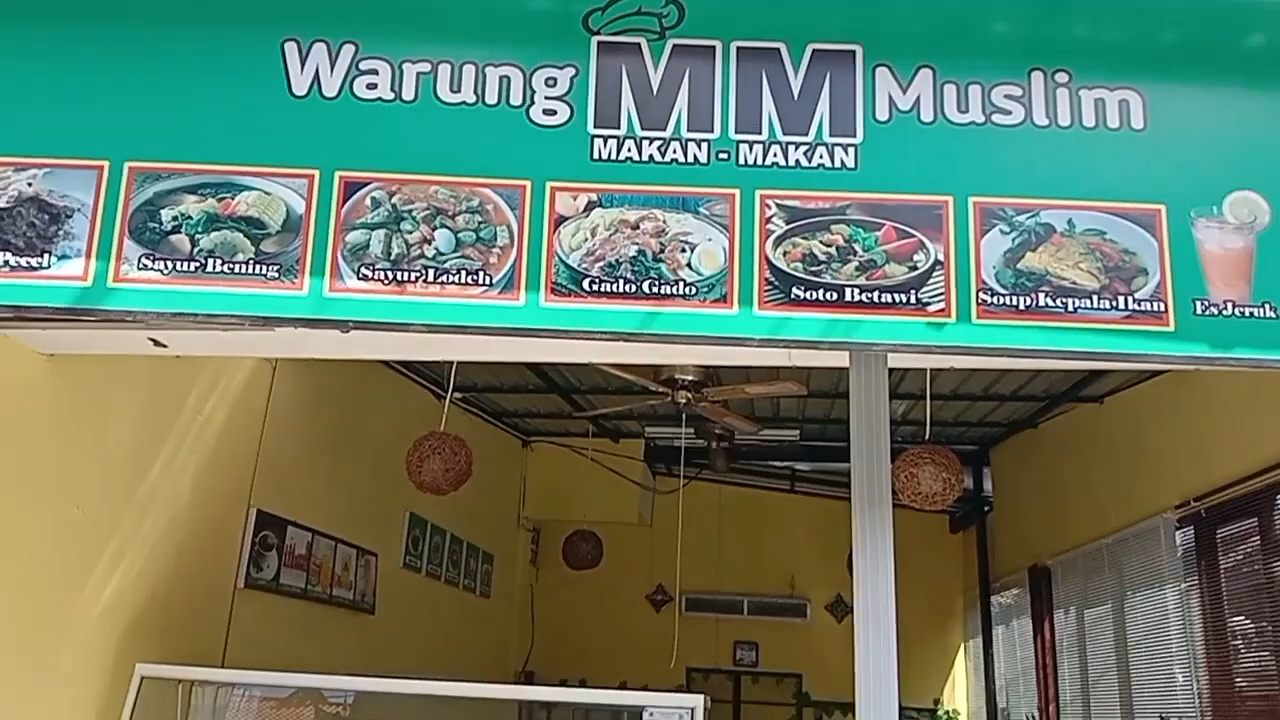 Warung MM Muslim
MAKAN - MAKAN
Pecel
Sayur Bening
Sayur Lodeh
Gado Gado
Soto Betawi
Soup Kepala Ikan
Es Jeruk